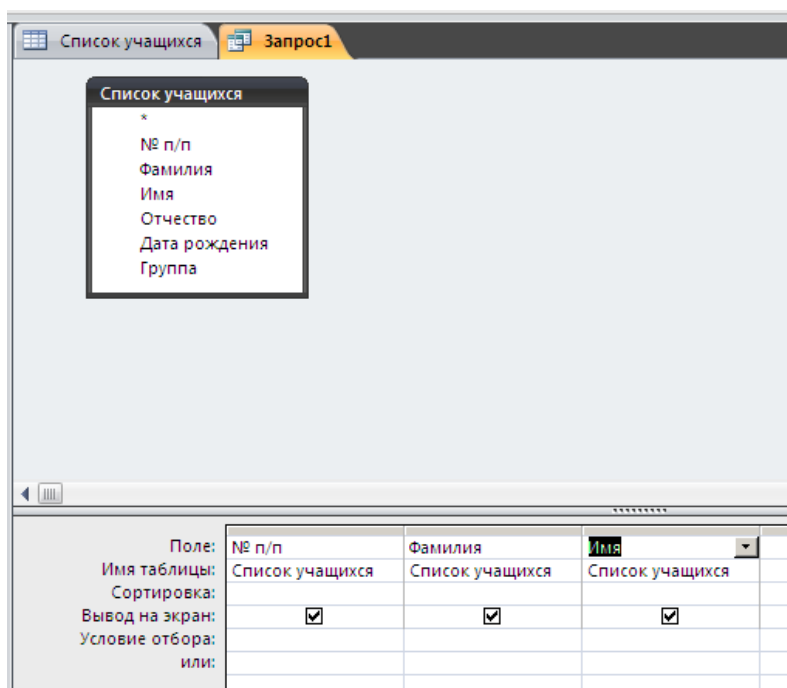 Список учащихся Запрос1
Список учащихся
*
№ п/п
Фамилия
Имя
Отчество
Дата рождения
Группа
Поле: № п/п Фамилия Имя
Имя таблицы: Список учащихся Список учащихся Список учащихся
Сортировка:
Вывод на экран:
Условие отбора:
или: